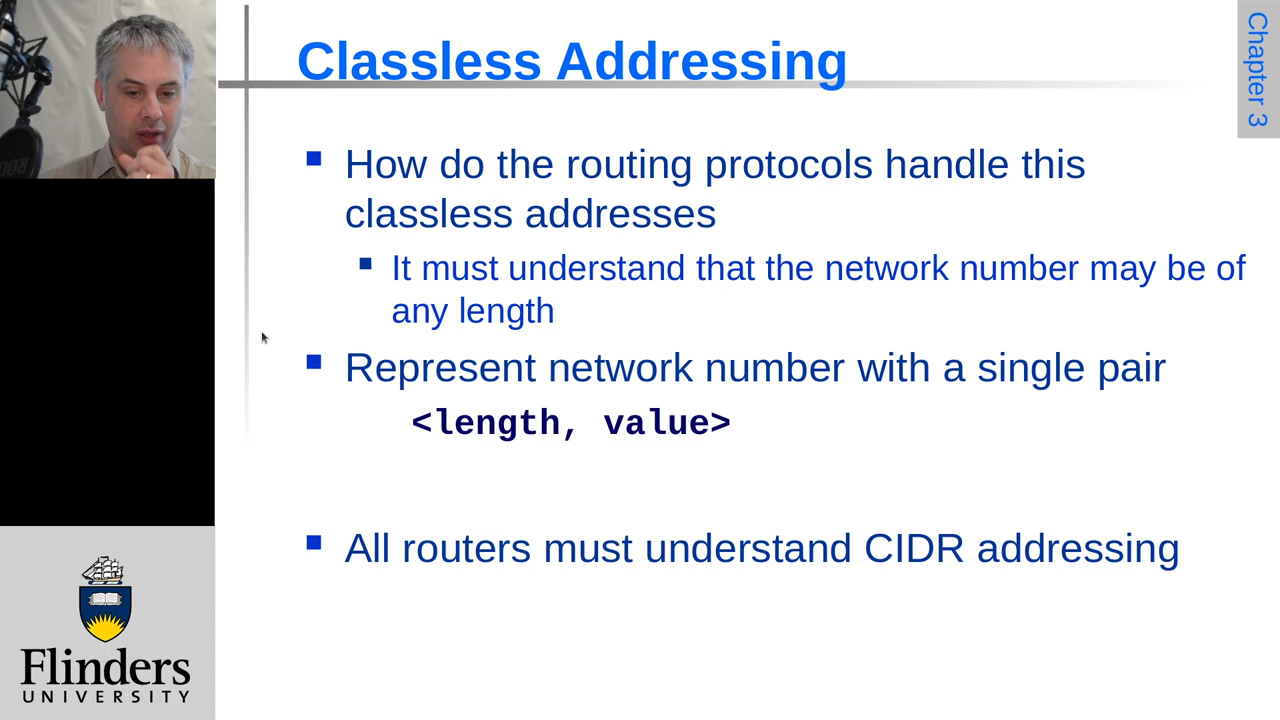 Classless Addressing
Chapter 3
How do the routing protocols handle this
classless addresses
It must understand that the network number may be of
any length
Represent network number with a single pair
<length, value>
All routers must understand CIDR addressing
Flinders
UNIVERSITY